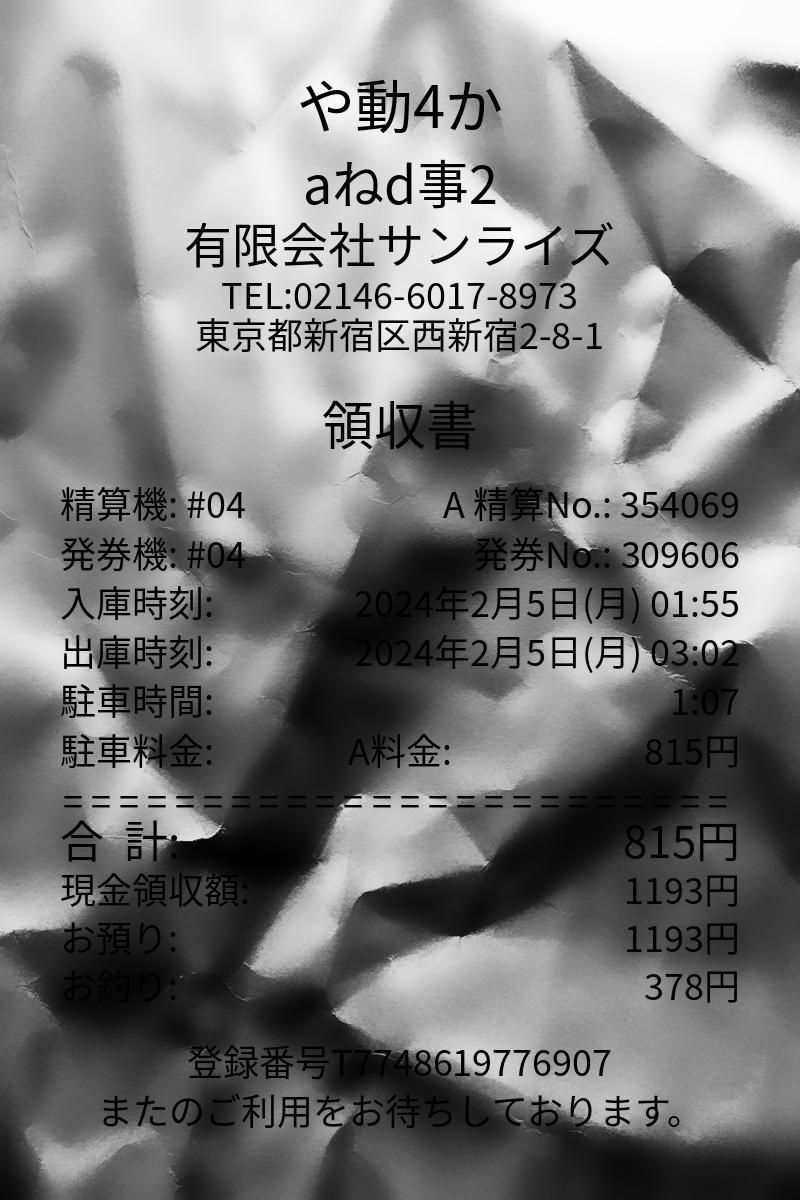 や動4か
aねd事2
有限会社サンライズ
TEL:02146-6017-8973
東京都新宿区西新宿2-8-1
領収書
精算機: #04 A 精算No.: 354069
発券機: #04 発券No.: 309606
入庫時刻: 2024年2月5日(月) 01:55
出庫時刻: 2024年2月5日(月) 03:02
駐車時間: 1:07
駐車料金: A料金: 815円
========================
合 計: 815円
現金領収額: 1193円
お預り: 1193円
お釣り: 378円
登録番号T7748619776907
またのご利用をお待ちしております。